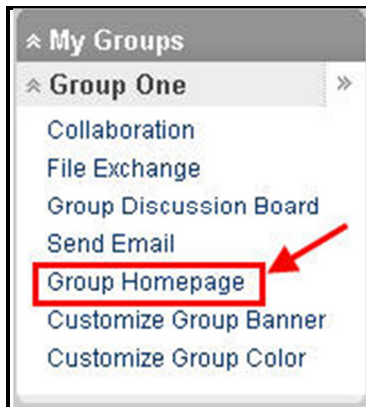 My Groups
Group One
Collaboration
File Exchange
Group Discussion Board
Send Email
Group Homepage
Customize Group Banner
Customize Group Color